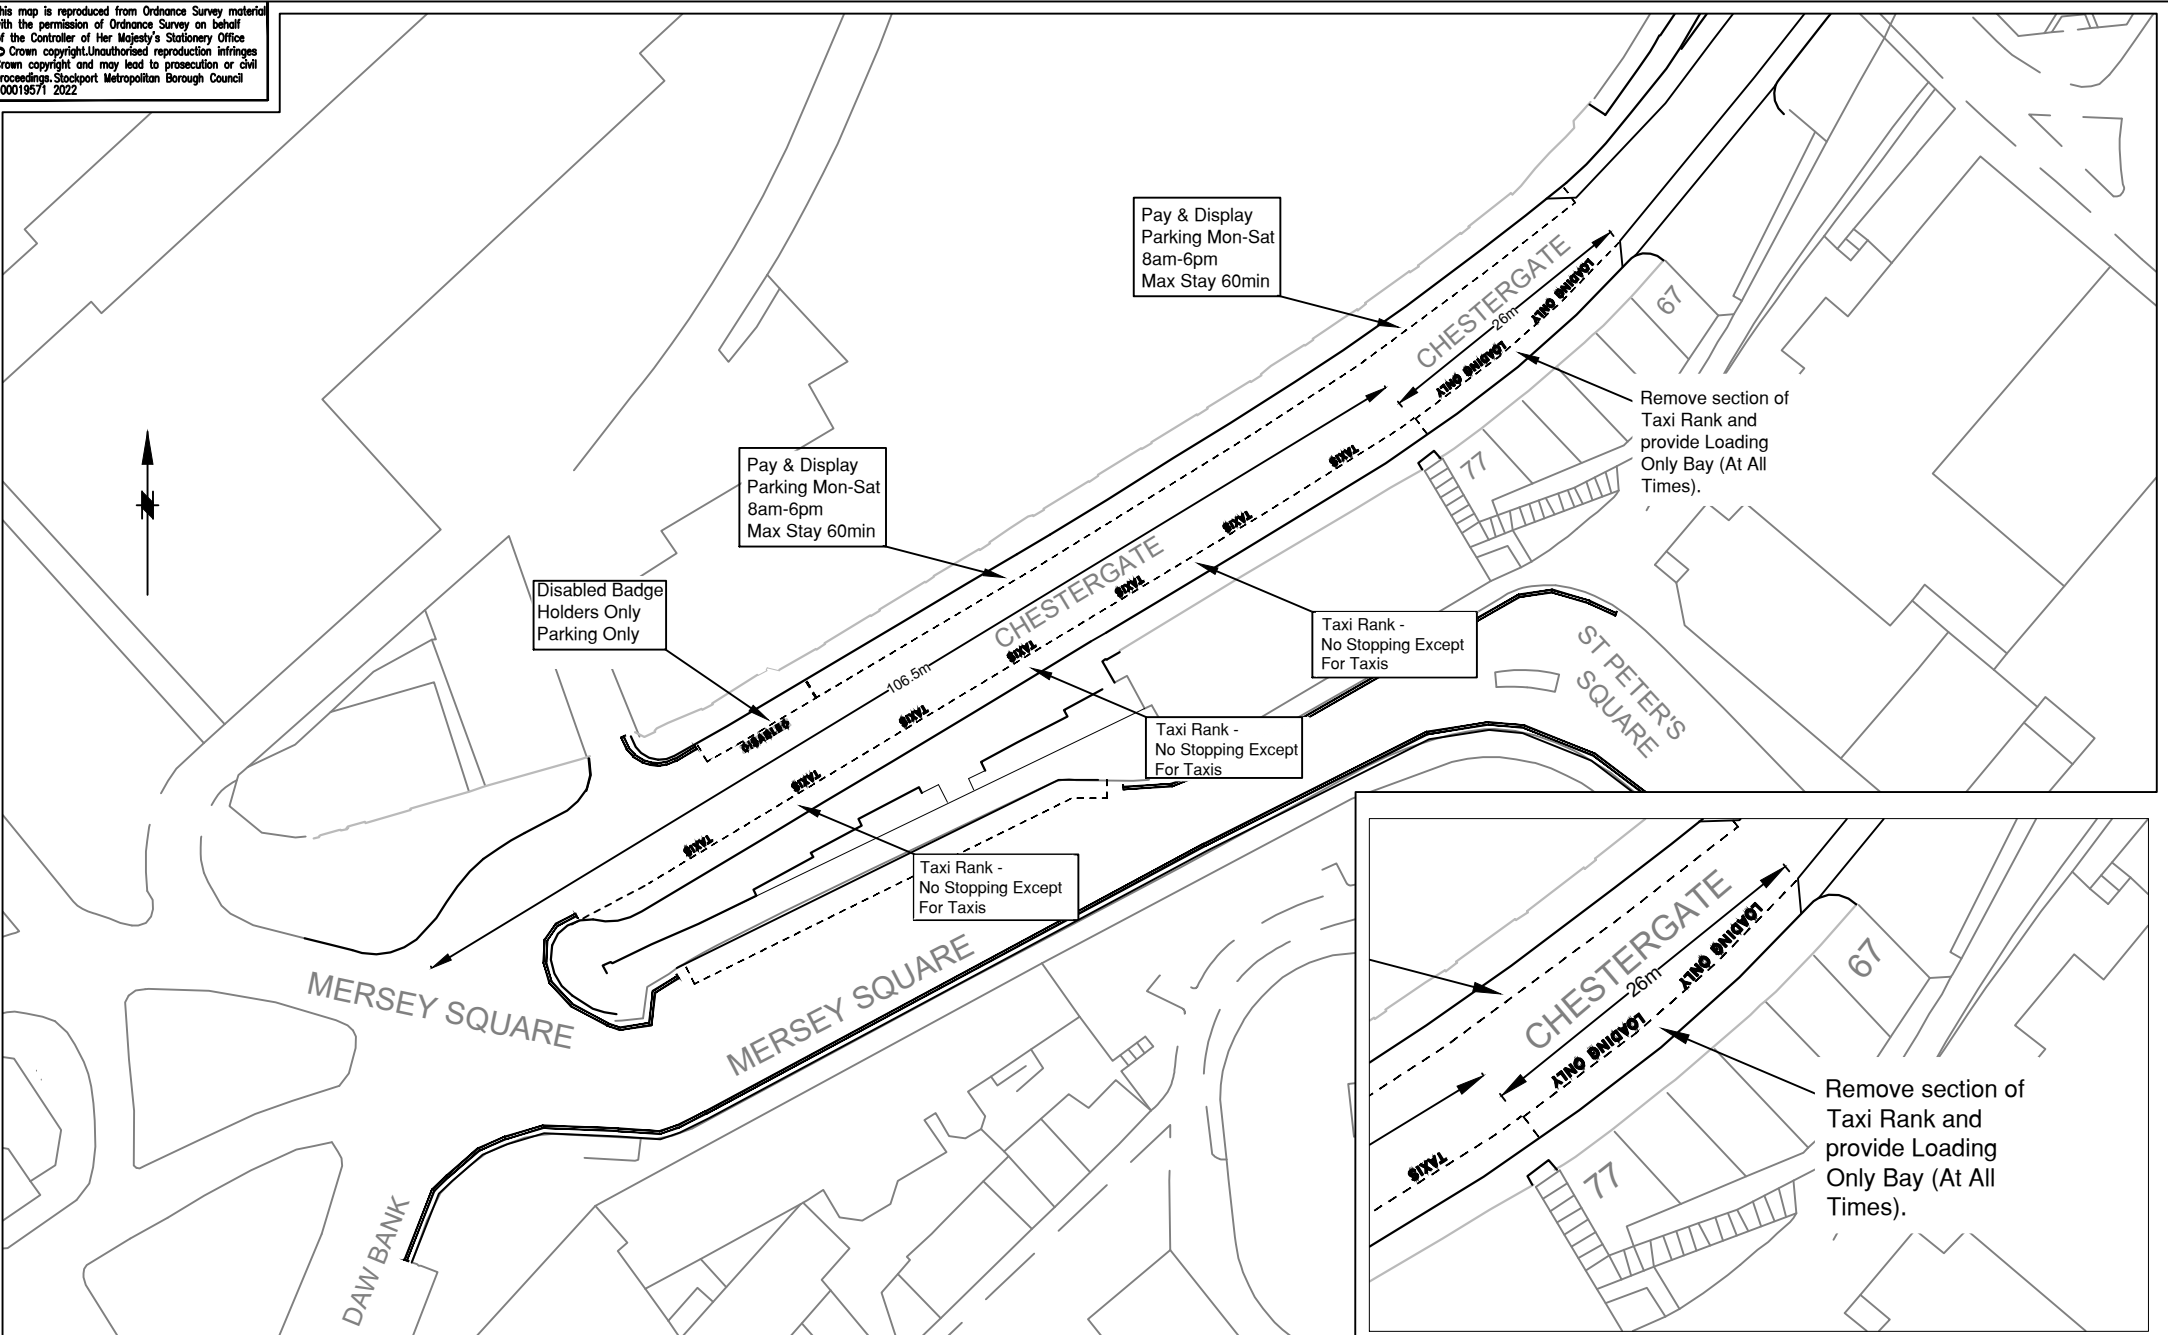 his map is reproduced from Ordnance Survey material
ith the permission of Ordnance Survey on behalf
f the Controller of Her Majesty's Stationery Office
© Crown copyright.Unauthorised reproduction infringes
rown copyright and may lead to prosecution or civil
roceedings. Stockport Metropolitan Borough Council
00019571 2022
Pay & Display
Parking Mon-Sat
8am-6pm
Max Stay 60min
CHESTERGATE
LOADING ONLY
26m
LOADING ONLY
67
Remove section of
Taxi Rank and
provide Loading
Only Bay (At All
Times).
77
Pay & Display
Parking Mon-Sat
8am-6pm
Max Stay 60min
TAXIS
TAXIS
CHESTERGATE
TAXIS
Disabled Badge
Holders Only
Parking Only
Taxi Rank -
No Stopping Except
For Taxis
ST PETER'S
SQUARE
TAXIS
106.5m
DISABLED
TAXIS
Taxi Rank -
No Stopping Except
For Taxis
TAXIS
TAXIS
Taxi Rank -
No Stopping Except
For Taxis
MERSEY SQUARE
MERSEY SQUARE
DAW BANK
CHESTERGATE
LOADING ONLY
67
26m
LOADING ONLY
Remove section of
Taxi Rank and
provide Loading
Only Bay (At All
Times).
TAXIS
77